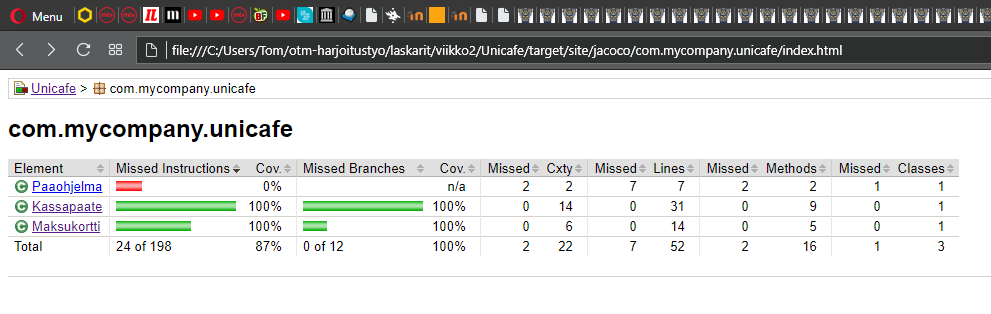 Menu
file:///C:/Users/Tom/otm-harjoitustyo/laskarit/viikko2/Unicafe/target/site/jacoco/com.mycompany.unicafe/index.html
Unicafe > com.mycompany.unicafe
com.mycompany.unicafe
Element Missed Instructions Cov. Missed Branches Cov. Missed Cxty Missed Lines Missed Methods Missed Classes
C Paaohjelma 0% n/a 2 2 7 7 2 2 1 1
C Kassapaate 100% 100% 0 14 0 31 0 9 0 1
C Maksukortti 100% 100% 0 6 0 14 0 5 0 1
Total 24 of 198 87% 0 of 12 100% 2 22 7 52 2 16 1 3